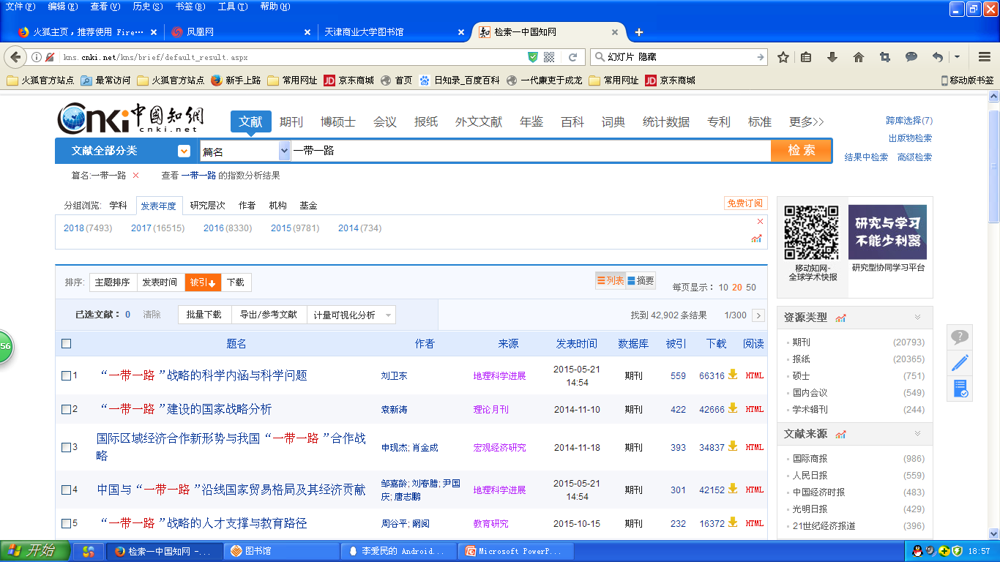 文件(F) 编辑(E) 查看(V) 历史(S) 书签(B) 工具(T) 帮助(H)
火狐主页，推荐使用 Fire… × 凤凰网 × 天津商业大学图书馆 × 检索一中国知网 × +
kns.cnki.net/kns/brief/default_result.aspx 幻灯片 隐藏
火狐官方站点 最常访问 火狐官方站点 新手上路 常用网址 JD 京东商城 首页 日知录_百度百科 一代廉吏于成龙 常用网址 JD 京东商城 移动版书签
Cnki 中国知網
cnki.net
文献 期刊 博硕士 会议 报纸 外文文献 年鉴 百科 词典 统计数据 专利 标准 更多>>
跨库选择(7)
出版物检索
文献全部分类 篇名 一带一路 检 索
结果中检索 高级检索
篇名:一带一路 × 查看 一带一路 的指数分析结果
分组浏览: 学科 发表年度 研究层次 作者 机构 基金 免费订阅
2018(7493) 2017(16515) 2016(8330) 2015(9781) 2014(734)
研究与学习
不能少利器
移动知网-
全球学术快报
研究型协同学习平台
排序: 主题排序 发表时间 被引 下载 列表 摘要 每页显示： 10 20 50
已选文献： 0 清除 批量下载 导出/参考文献 计量可视化分析 找到 42,902 条结果 1/300 >
题名 作者 来源 发表时间 数据库 被引 下载 阅读
1 “一带一路”战略的科学内涵与科学问题 刘卫东 地理科学进展 2015-05-21
14:54 期刊 559 66316 HTML
2 “一带一路”建设的国家战略分析 袁新涛 理论月刊 2014-11-10 期刊 422 42666 HTML
3 国际区域经济合作新形势与我国“一带一路”合作战
略 申现杰; 肖金成 宏观经济研究 2014-11-18 期刊 393 34837 HTML
4 中国与“一带一路”沿线国家贸易格局及其经济贡献 邹嘉龄; 刘春腊; 尹国
庆; 唐志鹏 地理科学进展 2015-05-21
14:54 期刊 301 42152 HTML
5 “一带一路”战略的人才支撑与教育路径 周谷平; 阚阅 教育研究 2015-10-15 期刊 232 16372 HTML
资源类型
期刊 (20793)
报纸 (20365)
硕士 (751)
国内会议 (549)
学术辑刊 (244)
文献来源
国际商报 (986)
人民日报 (559)
中国经济时报 (483)
光明日报 (429)
21世纪经济报道 (396)
56
开始 检索一中国知网 -... 图书馆 李爱民的 Android... Microsoft PowerP... 18:57